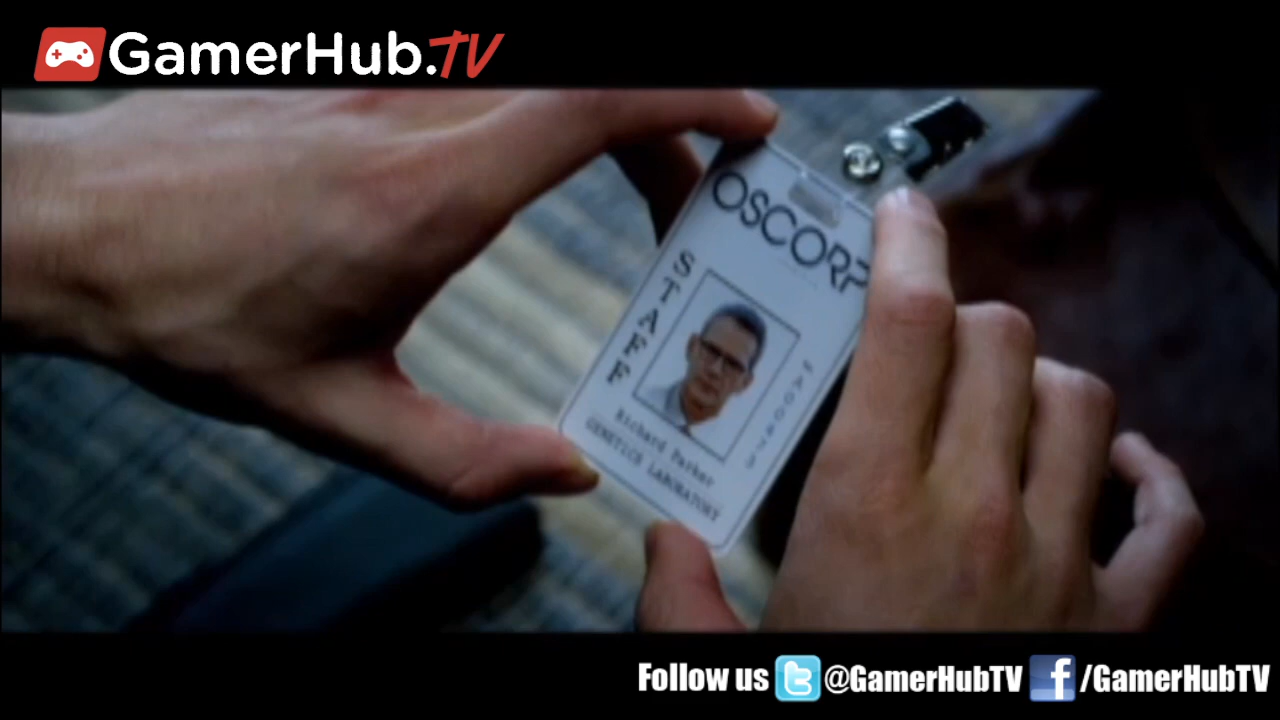 GamerHub.TV
OSCORP
STAFF
Richard Parker
GENETICS LABORATORY
Follow us @GamerHubTV /GamerHubTV